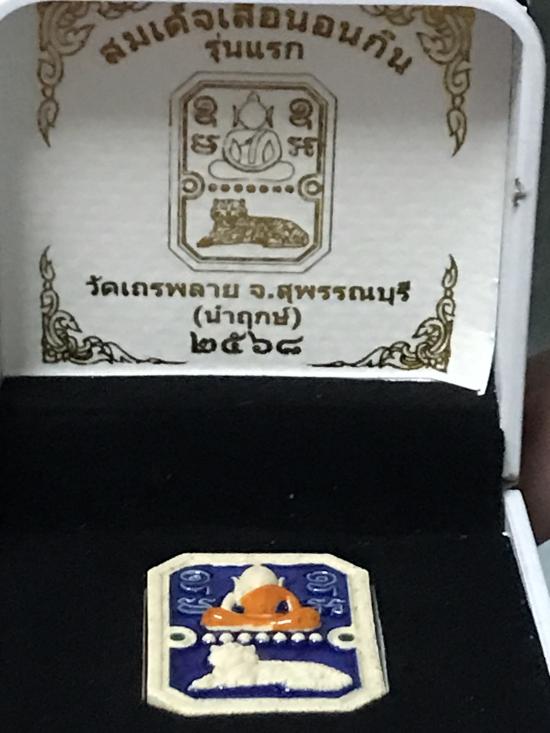 สมเด็จเสือนอนกิน
รุ่นแรก
วัดเถรพลาย จ.สุพรรณบุรี
(นำฤกษ์)
๒๕๖๘